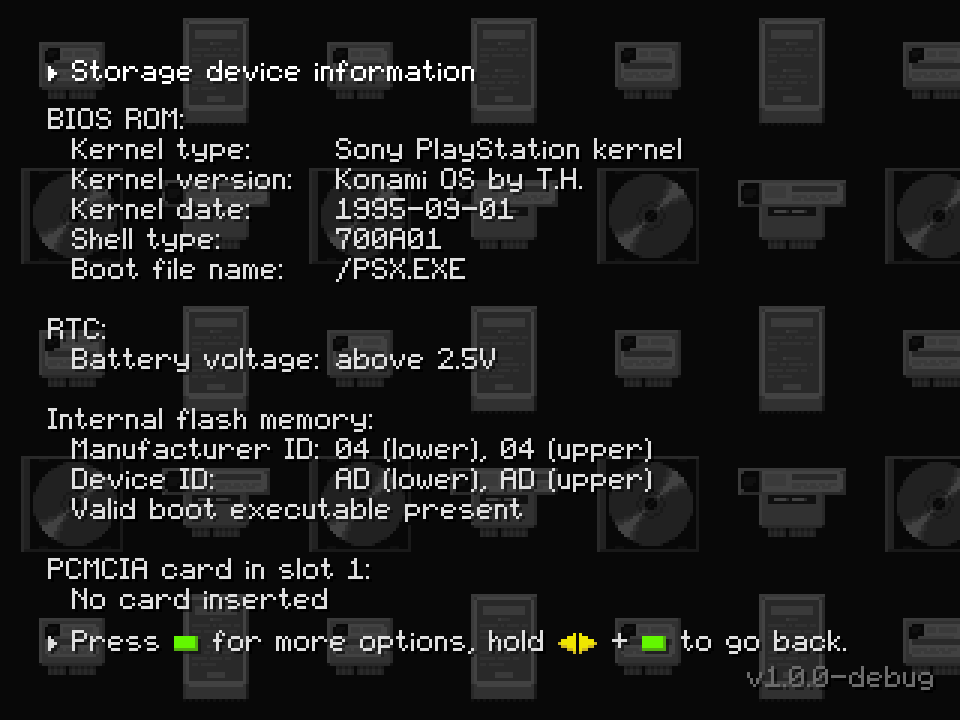 Storage device information
BIOS ROM:
Kernel type: Sony PlayStation kernel
Kernel version: Konami OS by T.H.
Kernel date: 1995-09-01
Shell type: 700A01
Boot file name: /PSX.EXE
RTC:
Battery voltage: above 2.5V
Internal flash memory:
Manufacturer ID: 04 (lower), 04 (upper)
Device ID: AD (lower), AD (upper)
Valid boot executable present
PCMCIA card in slot 1:
No card inserted
Press for more options, hold + to go back.
v1.0.0-debug